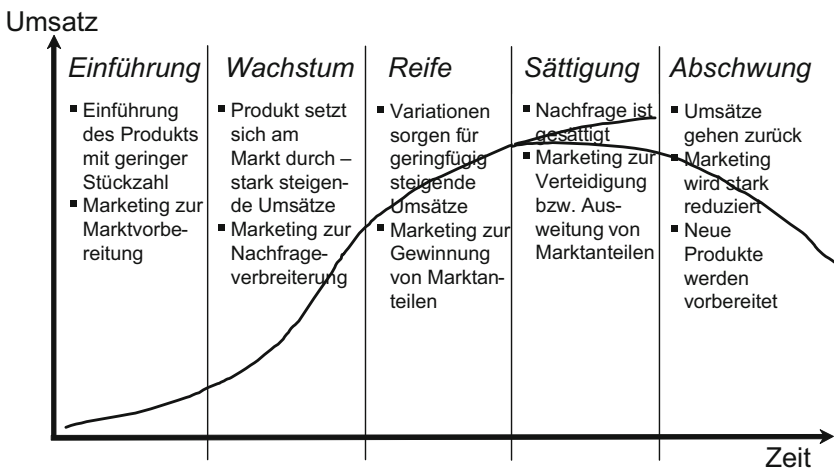 Umsatz
Einführung
▪ Einführung
des Produkts
mit geringer
Stückzahl
▪ Marketing zur
Marktvorbe-
reitung
Wachstum
▪ Produkt setzt
sich am
Markt durch –
stark steigen-
de Umsätze
▪ Marketing zur
Nachfrage-
verbreiterung
Reife
▪ Variationen
sorgen für
geringfügig
steigende
Umsätze
▪ Marketing zur
Gewinnung
von Marktan-
teilen
Sättigung
▪ Nachfrage ist
gesättigt
▪ Marketing zur
Verteidigung
bzw. Aus-
weitung von
Marktanteilen
Abschwung
▪ Umsätze
gehen zurück
▪ Marketing
wird stark
reduziert
▪ Neue
Produkte
werden
vorbereitet
Zeit